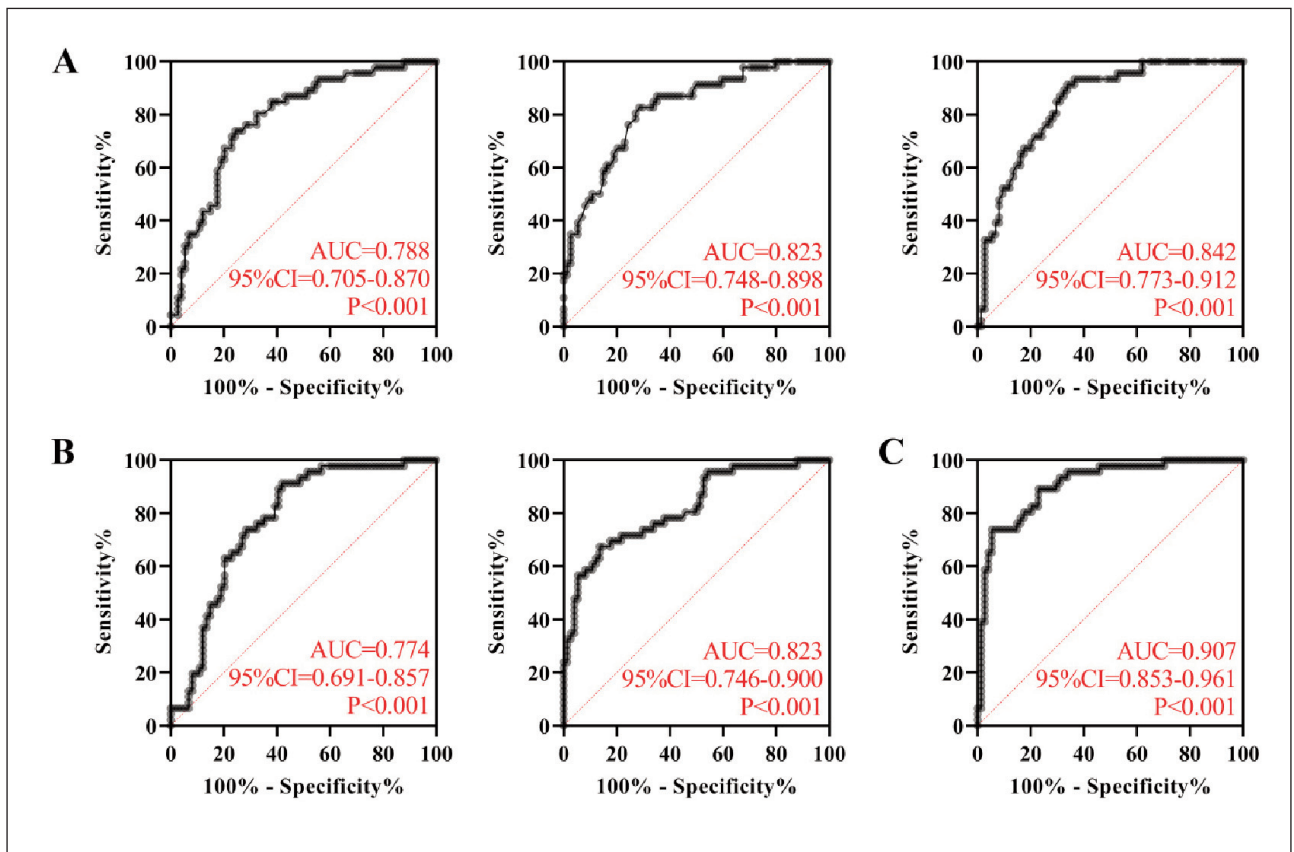 A
100
80
60
40
20
0
Sensitivity%
AUC=0.788
95%CI=0.705-0.870
P<0.001
0 20 40 60 80 100
100% - Specificity%
100
80
60
40
20
0
Sensitivity%
AUC=0.823
95%CI=0.748-0.898
P<0.001
0 20 40 60 80 100
100% - Specificity%
100
80
60
40
20
0
Sensitivity%
AUC=0.842
95%CI=0.773-0.912
P<0.001
0 20 40 60 80 100
100% - Specificity%
B
100
80
60
40
20
0
Sensitivity%
AUC=0.774
95%CI=0.691-0.857
P<0.001
0 20 40 60 80 100
100% - Specificity%
100
80
60
40
20
0
Sensitivity%
AUC=0.823
95%CI=0.746-0.900
P<0.001
0 20 40 60 80 100
100% - Specificity%
C
100
80
60
40
20
0
Sensitivity%
AUC=0.907
95%CI=0.853-0.961
P<0.001
0 20 40 60 80 100
100% - Specificity%